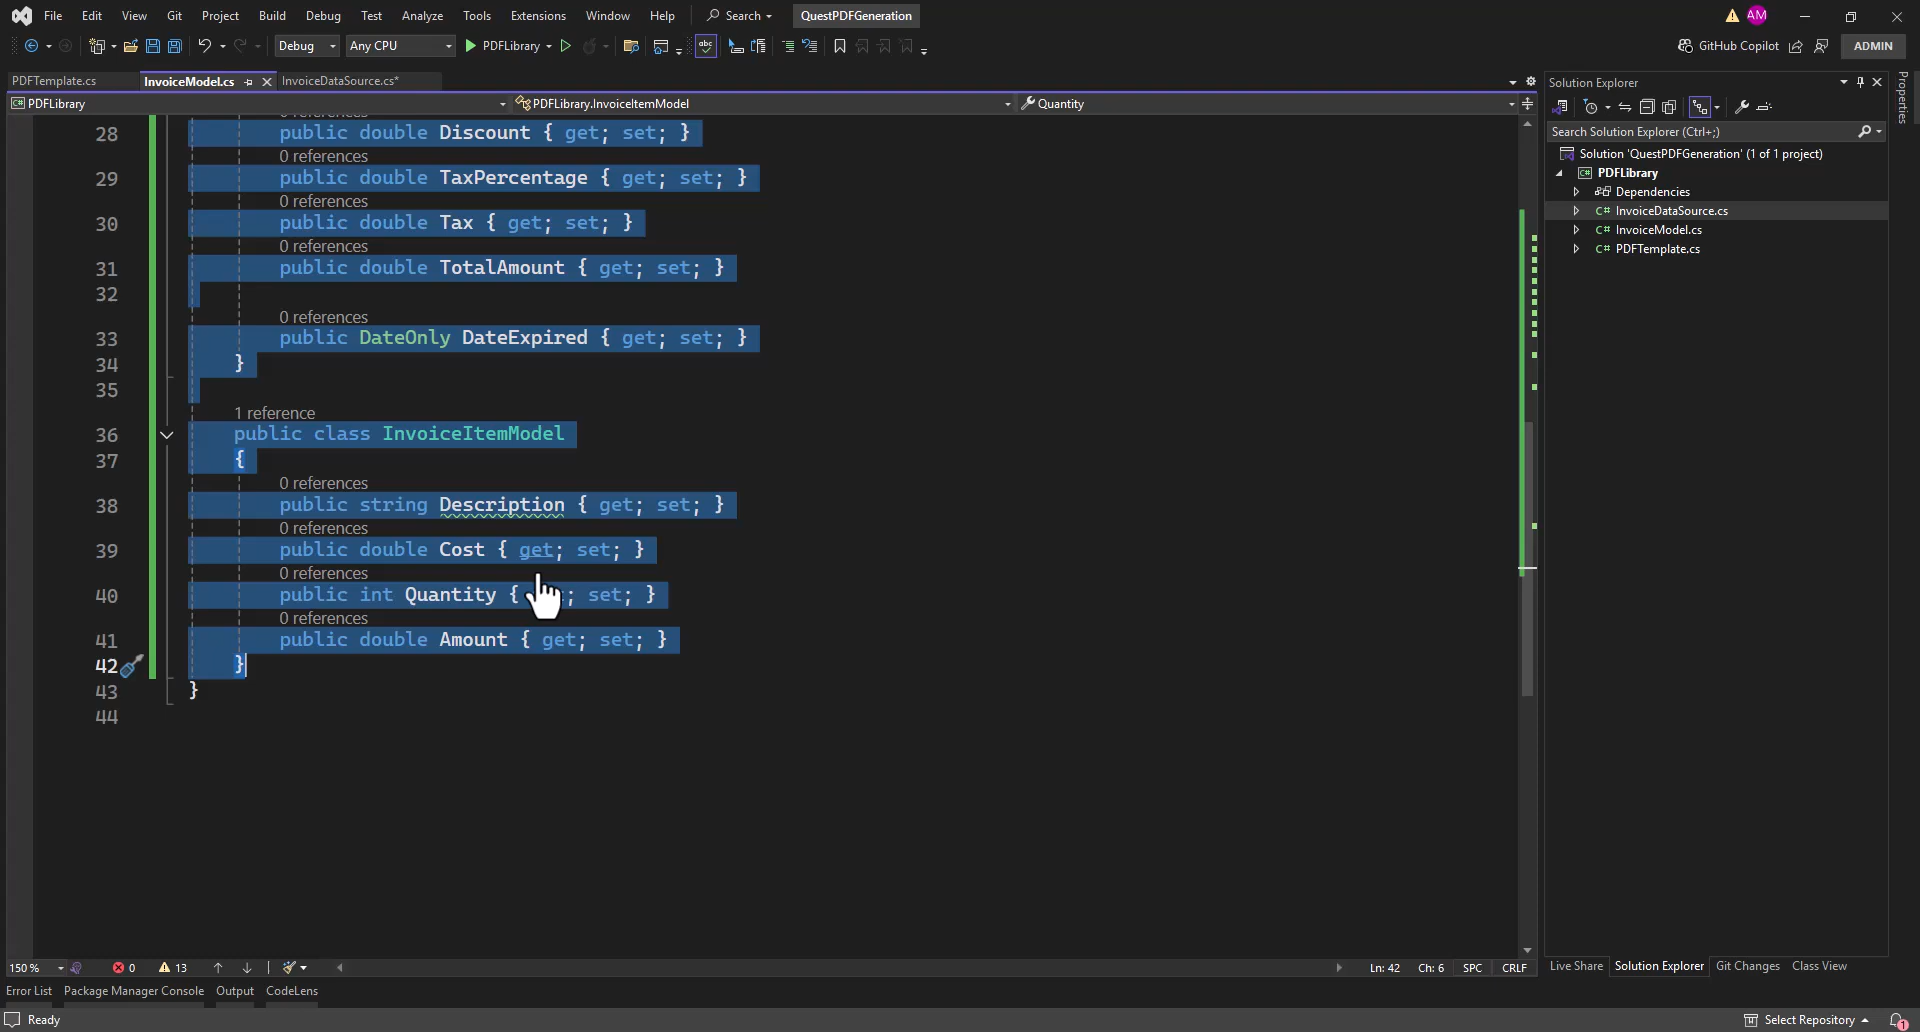 File Edit View Git Project Build Debug Test Analyze Tools Extensions Window Help Search QuestPDFGeneration AM
Debug Any CPU PDFLibrary GitHub Copilot ADMIN
PDFTemplate.cs InvoiceModel.cs InvoiceDataSource.cs*
PDFLibrary PDFLibrary.InvoiceItemModel Quantity
28 public double Discount { get; set; }
0 references
29 public double TaxPercentage { get; set; }
0 references
30 public double Tax { get; set; }
0 references
31 public double TotalAmount { get; set; }
32
0 references
33 public DateOnly DateExpired { get; set; }
34 }
35
1 reference
36 public class InvoiceItemModel
37 {
0 references
38 public string Description { get; set; }
0 references
39 public double Cost { get; set; }
0 references
40 public int Quantity { ; set; }
0 references
41 public double Amount { get; set; }
42 }
43 }
44
150 % 0 13 Ln: 42 Ch: 6 SPC CRLF
Error List Package Manager Console Output CodeLens
Ready
Solution Explorer
Search Solution Explorer (Ctrl+;)
Solution 'QuestPDFGeneration' (1 of 1 project)
PDFLibrary
Dependencies
C# InvoiceDataSource.cs
C# InvoiceModel.cs
C# PDFTemplate.cs
Live Share Solution Explorer Git Changes Class View
Select Repository 1
Properties